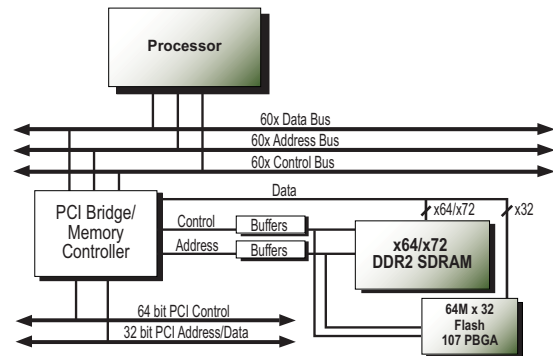 Processor
60x Data Bus
60x Address Bus
60x Control Bus
Data
PCI Bridge/
Memory
Controller
Control
Buffers
Address
Buffers
x64/x72
x32
x64/x72
DDR2 SDRAM
64M x 32
Flash
107 PBGA
64 bit PCI Control
32 bit PCI Address/Data